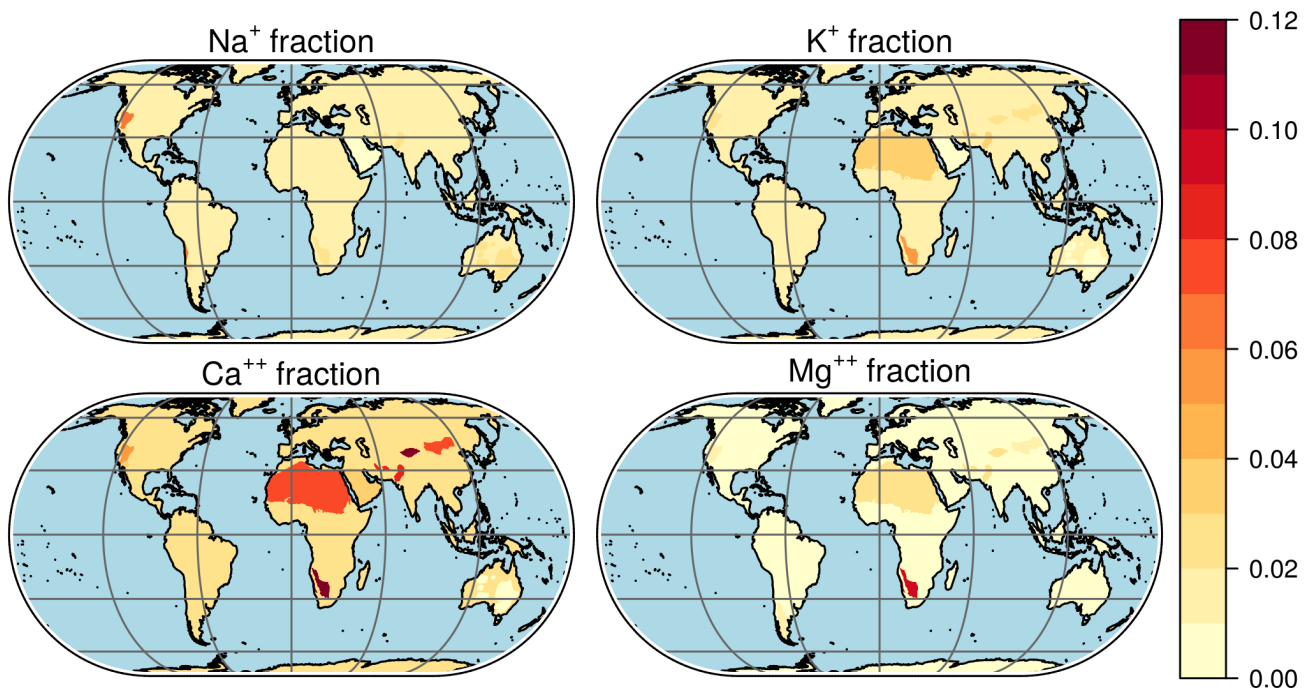 Na⁺ fraction
K⁺ fraction
Ca⁺⁺ fraction
Mg⁺⁺ fraction
0.12
0.10
0.08
0.06
0.04
0.02
0.00